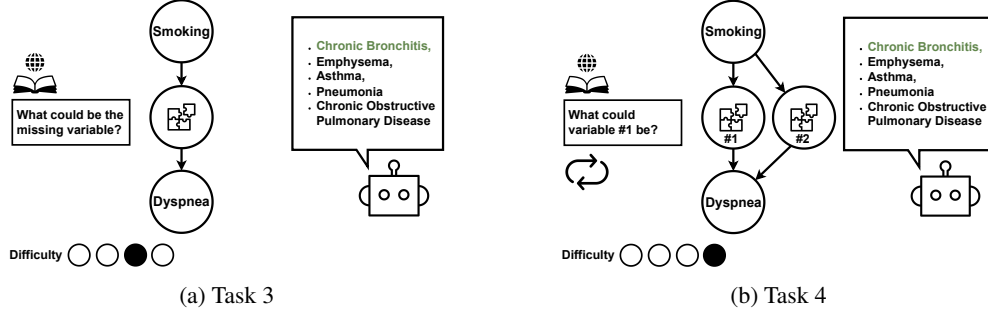 Smoking
What could be the
missing variable?
Dyspnea
. Chronic Bronchitis,
. Emphysema,
. Asthma,
. Pneumonia
. Chronic Obstructive
Pulmonary Disease
Difficulty
(a) Task 3
Smoking
What could
variable #1 be?
#1
#2
Dyspnea
. Chronic Bronchitis,
. Emphysema,
. Asthma,
. Pneumonia
. Chronic Obstructive
Pulmonary Disease
Difficulty
(b) Task 4